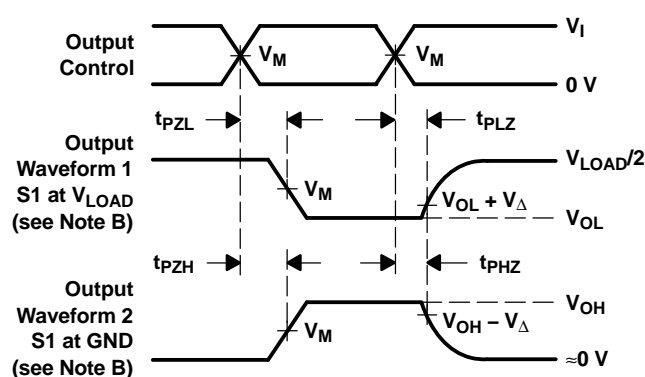 Output
Control
V_M
V_M
V_I
0 V
t_PZL
t_PLZ
Output
Waveform 1
S1 at V_LOAD
(see Note B)
V_M
V_LOAD/2
V_OL + V_Δ
V_OL
t_PZH
t_PHZ
Output
Waveform 2
S1 at GND
(see Note B)
V_M
V_OH
V_OH – V_Δ
≈0 V